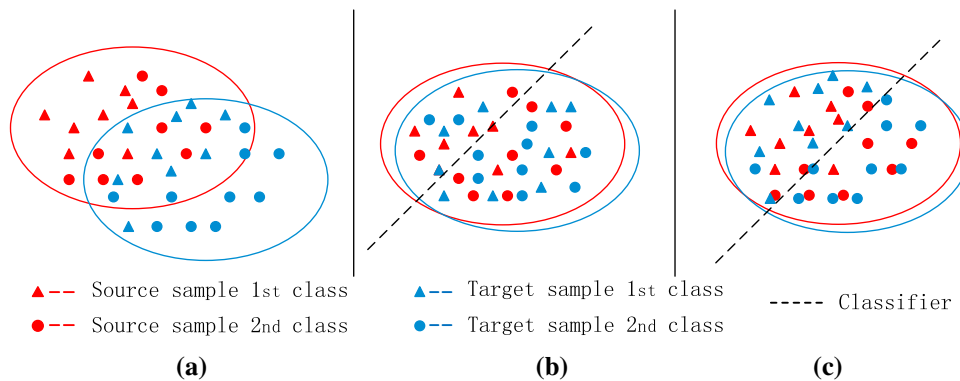 Source sample 1st class
Target sample 1st class
Classifier
Source sample 2nd class
Target sample 2nd class
(a)
(b)
(c)